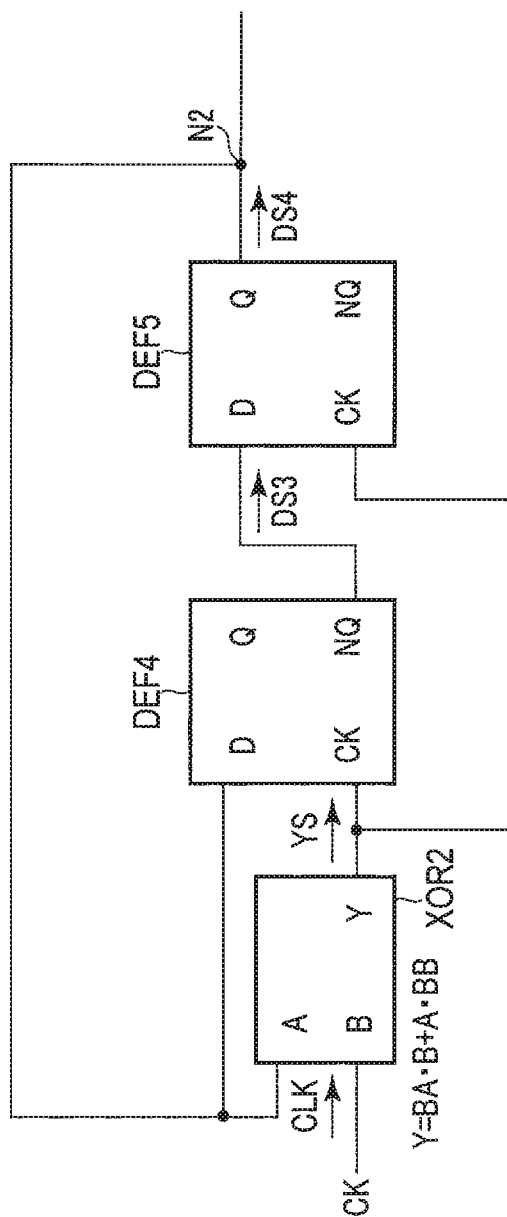 N2
DEF5
DS4
D
Q
CK
NQ
DS3
DEF4
D
Q
CK
NQ
YS
A
B
Y
XOR2
CLK
CK
Y=BA·B+A·BB